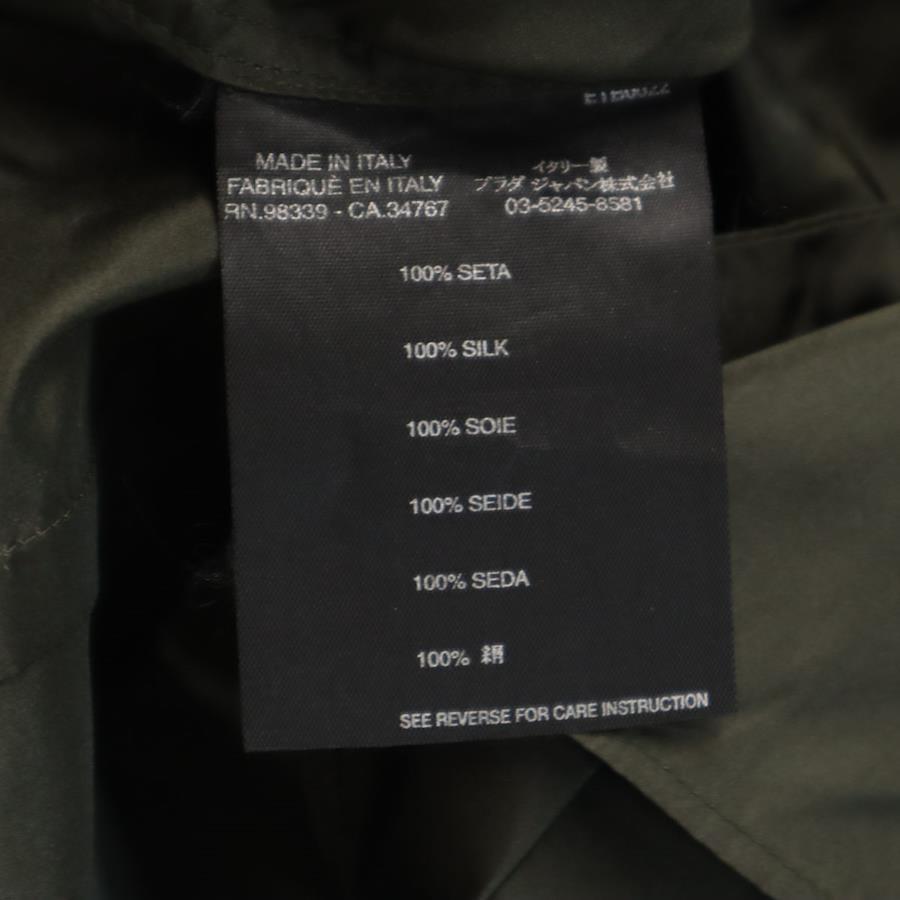 MADE IN ITALY
FABRIQUÉ EN ITALY
RN.98339 - CA.34767
イタリー製
プラダ ジャパン株式会社
03-5245-8581
100% SETA
100% SILK
100% SOIE
100% SEIDE
100% SEDA
100% 絹
SEE REVERSE FOR CARE INSTRUCTION